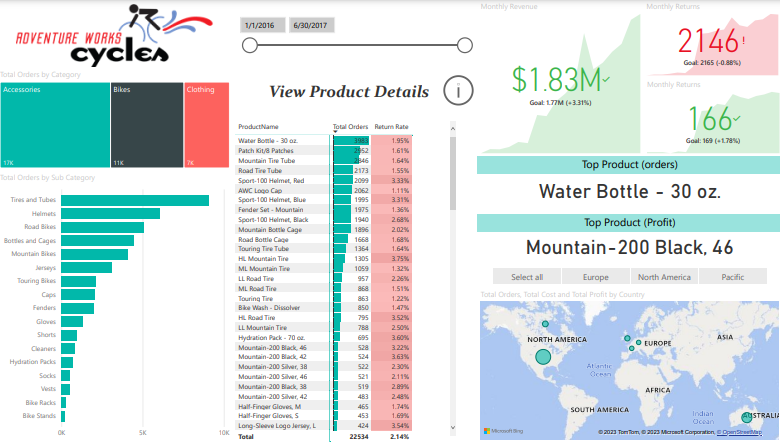 ADVENTURE WORKS
cycles
Total Orders by Category
Accessories
17K
Bikes
11K
Clothing
7K
Total Orders by Sub Category
Tires and Tubes
Helmets
Road Bikes
Bottles and Cages
Mountain Bikes
Jerseys
Touring Bikes
Caps
Fenders
Gloves
Shorts
Cleaners
Hydration Packs
Socks
Vests
Bike Racks
Bike Stands
0K 5K 10K
1/1/2016 6/30/2017
View Product Details i
ProductName Total Orders Return Rate
Water Bottle - 30 oz. 3983 1.95%
Patch Kit/8 Patches 2952 1.61%
Mountain Tire Tube 2846 1.64%
Road Tire Tube 2173 1.55%
Sport-100 Helmet, Red 2099 3.33%
AWC Logo Cap 2062 1.11%
Sport-100 Helmet, Blue 1995 3.31%
Fender Set - Mountain 1975 1.36%
Sport-100 Helmet, Black 1940 2.68%
Mountain Bottle Cage 1896 2.02%
Road Bottle Cage 1668 1.68%
Touring Tire Tube 1364 1.64%
HL Mountain Tire 1305 3.75%
ML Mountain Tire 1059 1.32%
LL Road Tire 957 2.26%
ML Road Tire 868 1.51%
Touring Tire 863 1.22%
Bike Wash - Dissolver 850 1.47%
HL Road Tire 795 3.52%
LL Mountain Tire 788 2.50%
Hydration Pack - 70 oz. 695 3.60%
Mountain-200 Black, 46 528 3.22%
Mountain-200 Black, 42 524 3.63%
Mountain-200 Silver, 38 522 2.30%
Mountain-200 Silver, 46 521 2.11%
Mountain-200 Black, 38 519 2.89%
Mountain-200 Silver, 42 483 2.48%
Half-Finger Gloves, M 465 1.74%
Half-Finger Gloves, S 453 1.69%
Long-Sleeve Logo Jersey, L 424 3.54%
Total 22534 2.14%
Monthly Revenue
$1.83M
Goal: 1.77M (+3.31%)
Monthly Returns
2146!
Goal: 2165 (-0.88%)
Monthly Returns
166
Goal: 169 (+1.78%)
Top Product (orders)
Water Bottle - 30 oz.
Top Product (Profit)
Mountain-200 Black, 46
Select all Europe North America Pacific
Total Orders, Total Cost and Total Profit by Country
NORTH AMERICA
EUROPE
ASIA
Atlantic
Ocean
AFRICA
SOUTH AMERICA
Indian
Ocean
AUSTRALIA
Microsoft Bing
© 2023 TomTom, © 2023 Microsoft Corporation, © OpenStreetMap